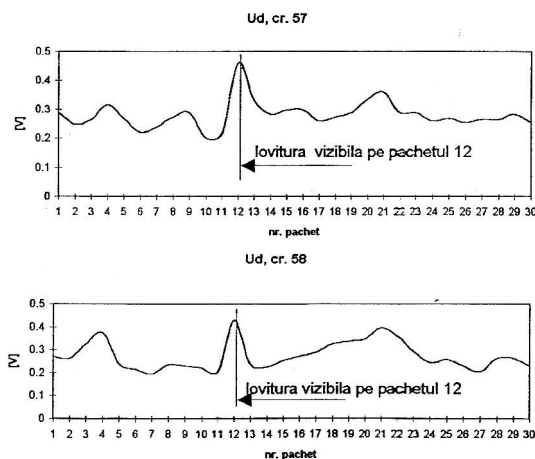 Ud, cr. 57
0.5
0.4
0.3
0.2
0.1
0
[V]
lovitura vizibila pe pachetul 12
1 2 3 4 5 6 7 8 9 10 11 12 13 14 15 16 17 18 19 20 21 22 23 24 25 26 27 28 29 30
nr. pachet
Ud, cr. 58
0.5
0.4
0.3
0.2
0.1
0
[V]
lovitura vizibila pe pachetul 12
1 2 3 4 5 6 7 8 9 10 11 12 13 14 15 16 17 18 19 20 21 22 23 24 25 26 27 28 29 30
nr. pachet